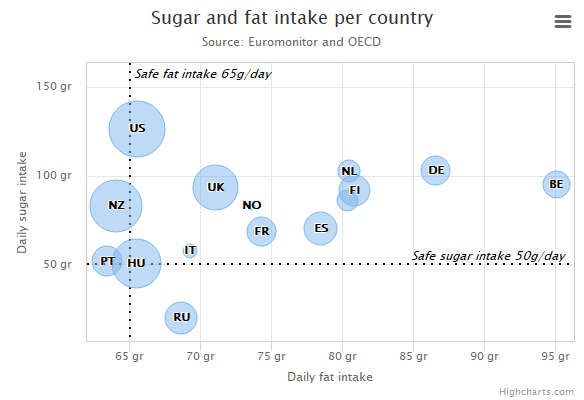 Sugar and fat intake per country
Source: Euromonitor and OECD
Daily sugar intake
150 gr
100 gr
50 gr
Safe fat intake 65g/day
US
NL
DE
BE
UK
FI
NZ
NO
ES
FR
IT
Safe sugar intake 50g/day
PT
HU
RU
65 gr
70 gr
75 gr
80 gr
85 gr
90 gr
95 gr
Daily fat intake
Highcharts.com